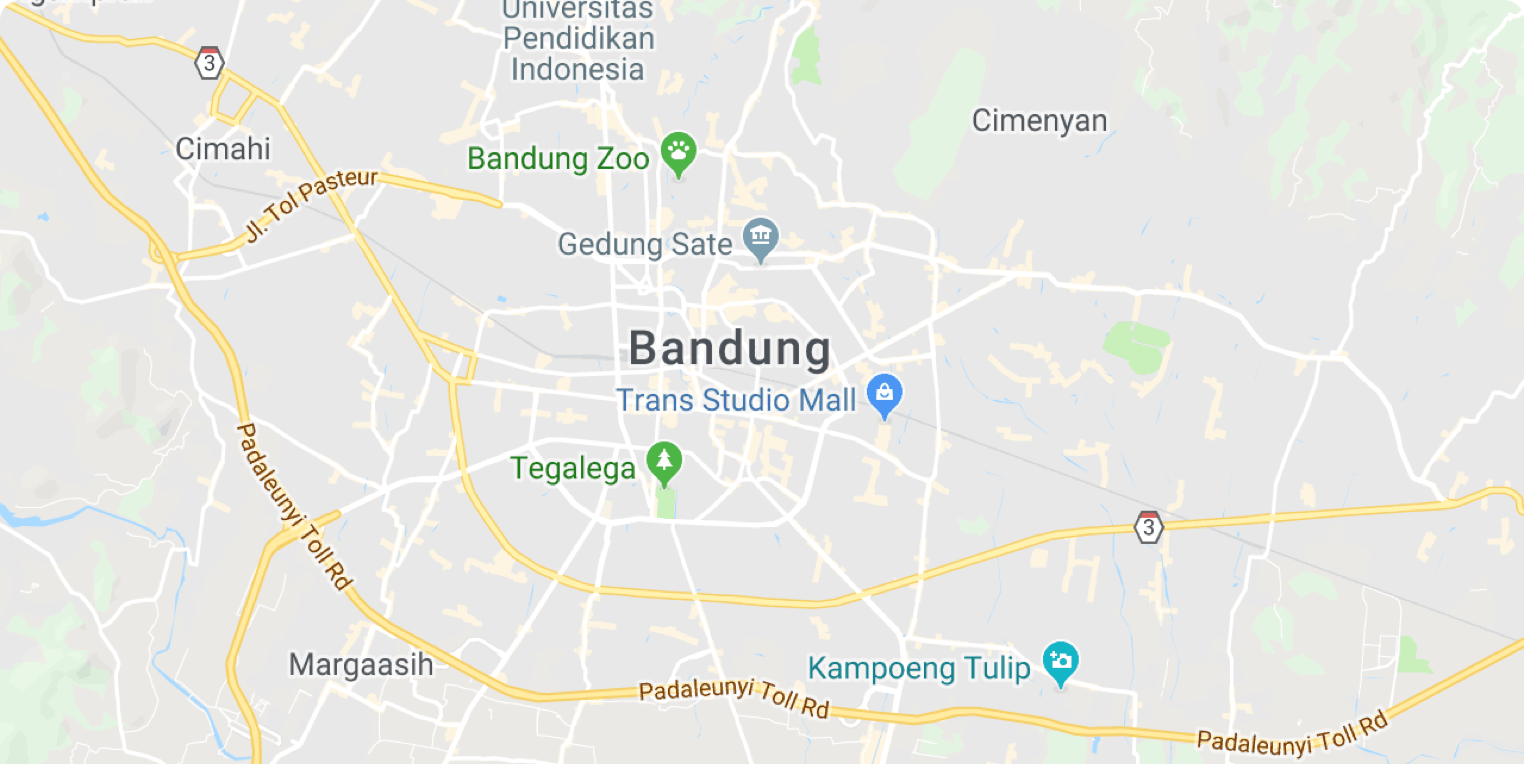 Universitas
Pendidikan
Indonesia
3
Cimenyan
Cimahi
Bandung Zoo
Jl. Tol Pasteur
Gedung Sate
Bandung
Trans Studio Mall
Tegalega
Padaleunyi Toll Rd
3
Margaasih
Kampoeng Tulip
Padaleunyi Toll Rd
Padaleunyi Toll Rd